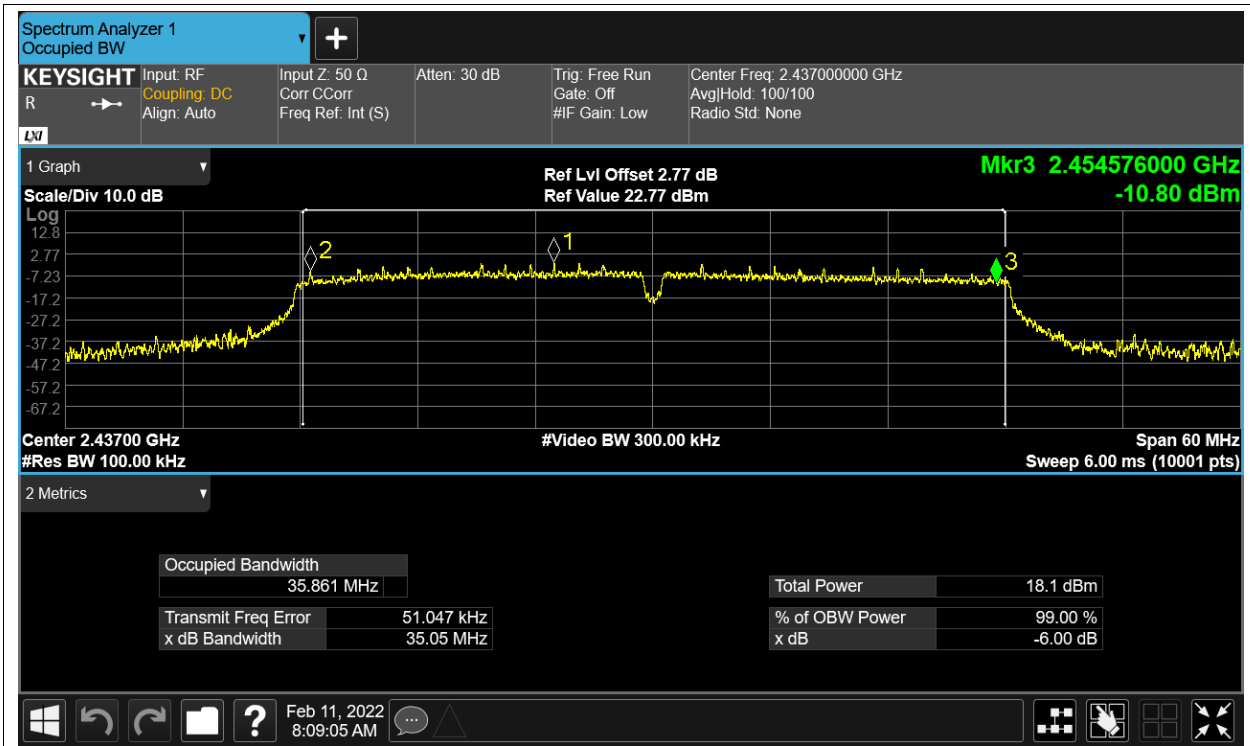 Spectrum Analyzer 1
Occupied BW
KEYSIGHT Input: RF Input Z: 50 Ω Atten: 30 dB Trig: Free Run Center Freq: 2.437000000 GHz
R Coupling: DC Corr CCorr Gate: Off Avg|Hold: 100/100
Align: Auto Freq Ref: Int (S) #IF Gain: Low Radio Std: None
LXI
1 Graph Ref Lvl Offset 2.77 dB Mkr3 2.454576000 GHz
Scale/Div 10.0 dB Ref Value 22.77 dBm -10.80 dBm
Log
12.8
2.77
-7.23
-17.2
-27.2
-37.2
-47.2
-57.2
-67.2
2
1
3
Center 2.43700 GHz #Video BW 300.00 kHz Span 60 MHz
#Res BW 100.00 kHz Sweep 6.00 ms (10001 pts)
2 Metrics
Occupied Bandwidth
35.861 MHz Total Power 18.1 dBm
Transmit Freq Error 51.047 kHz % of OBW Power 99.00 %
x dB Bandwidth 35.05 MHz x dB -6.00 dB
? Feb 11, 2022
8:09:05 AM